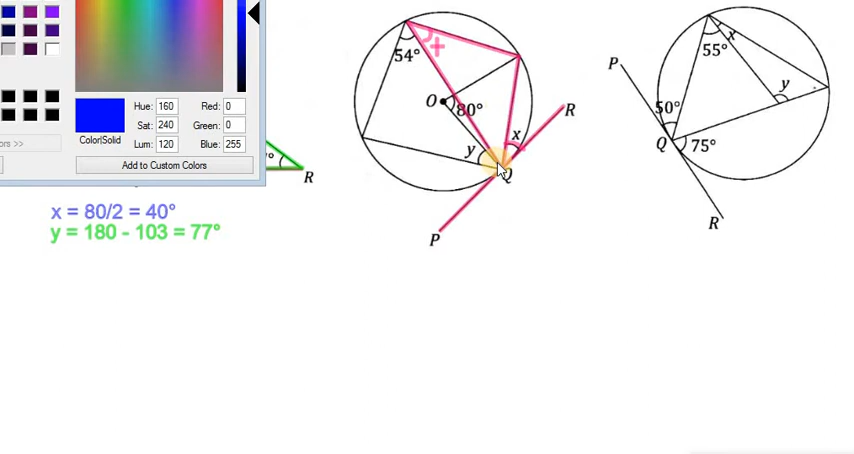 Hue: 160 Red: 0
Sat: 240 Green: 0
Color|Solid Lum: 120 Blue: 255
Add to Custom Colors
R
x = 80/2 = 40°
y = 180 - 103 = 77°
54°
O
80°
R
x
y
Q
P
P
55°
x
y
50°
Q
75°
R